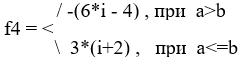 / -(6*i - 4) , при  a>b
f4 = <
\  3*(i+2) ,   при  a<=b